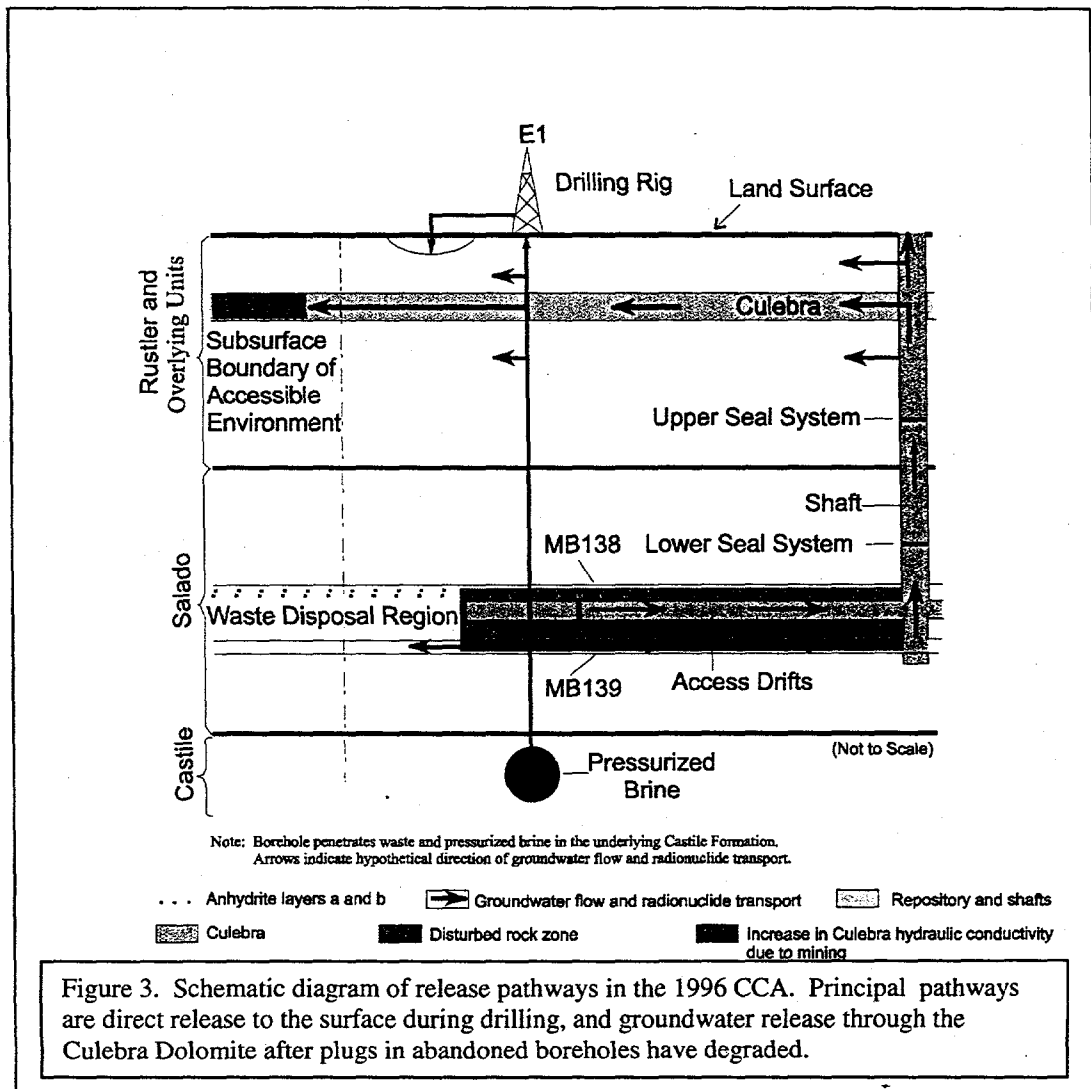 E1
Drilling Rig
Land Surface
Rustler and
Overlying Units
Culebra
Subsurface
Boundary of
Accessible
Environment
Upper Seal System
Shaft
Salado
MB138
Lower Seal System
Waste Disposal Region
MB139
Access Drifts
(Not to Scale)
Castile
Pressurized
Brine
Note: Borehole penetrates waste and pressurized brine in the underlying Castile Formation.
Arrows indicate hypothetical direction of groundwater flow and radionuclide transport.
. . . Anhydrite layers a and b
Groundwater flow and radionuclide transport
Repository and shafts
Culebra
Disturbed rock zone
Increase in Culebra hydraulic conductivity
due to mining
Figure 3. Schematic diagram of release pathways in the 1996 CCA. Principal pathways
are direct release to the surface during drilling, and groundwater release through the
Culebra Dolomite after plugs in abandoned boreholes have degraded.